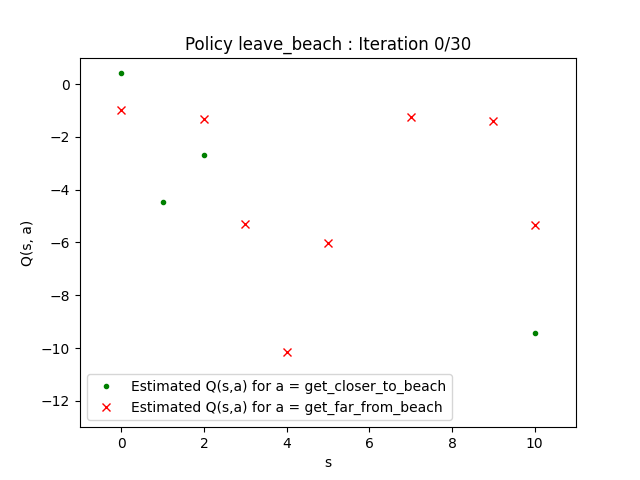 Policy leave_beach : Iteration 0/30
Q(s, a)
0
−2
−4
−6
−8
−10
−12
Estimated Q(s,a) for a = get_closer_to_beach
Estimated Q(s,a) for a = get_far_from_beach
0 2 4 6 8 10
s